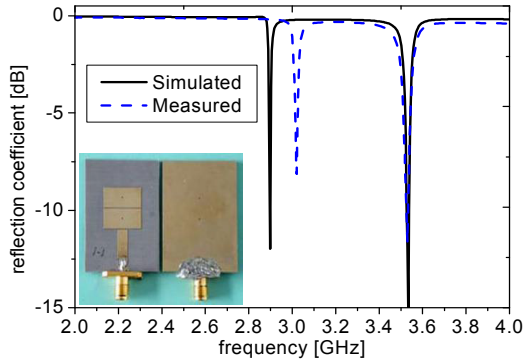 0
-5
-10
-15
reflection coefficient [dB]
Simulated
Measured
2.0 2.2 2.4 2.6 2.8 3.0 3.2 3.4 3.6 3.8 4.0
frequency [GHz]